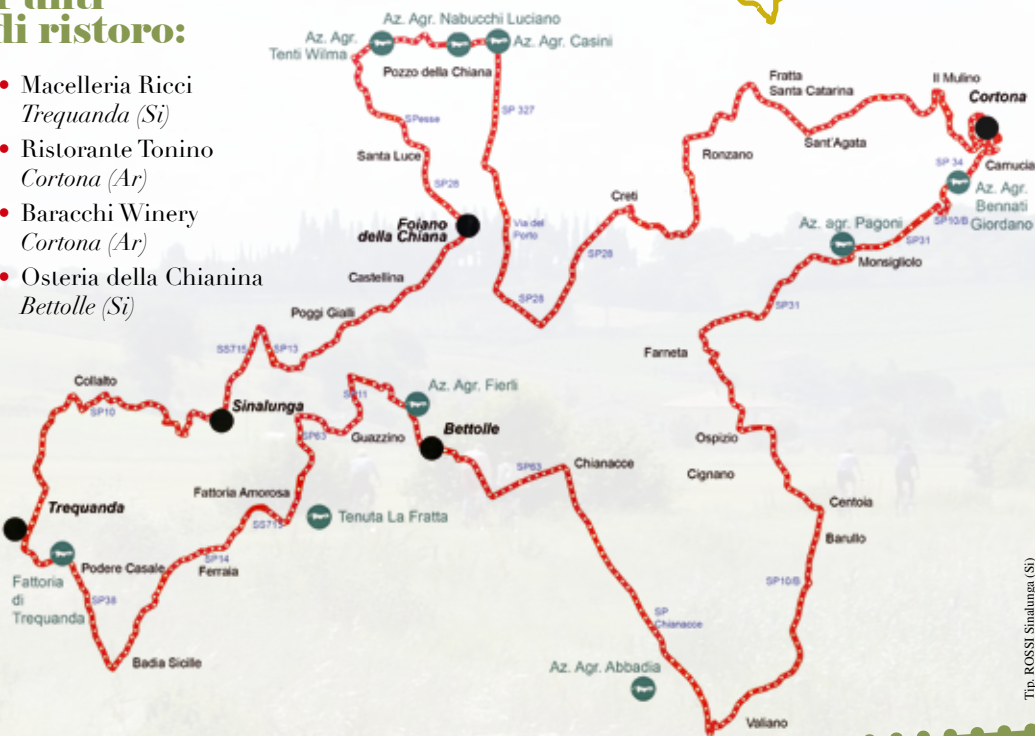 di ristoro:
• Macelleria Ricci
Trequanda (Si)
• Ristorante Tonino
Cortona (Ar)
• Baracchi Winery
Cortona (Ar)
• Osteria della Chianina
Bettolle (Si)
Az. Agr. Nabucchi Luciano
Az. Agr.
Tenti Wilma
Az. Agr. Casini
Pozzo della Chiana
SP 327
SPesse
Santa Luce
SP28
Foiano
della Chiana
Via del
Porto
Castellina
Poggi Gialli
SS715
SP13
SP28
SP28
Creti
Ronzano
Fratta
Santa Catarina
Sant'Agata
Il Mulino
Cortona
Camucia
SP 34
Az. Agr.
Bennati
Giordano
SP10/B
SP31
Az. agr. Pagoni
Monsigliolo
SP31
Farneta
Collalto
SP10
Sinalunga
SP11
Az. Agr. Fierli
SP63
Guazzino
Bettolle
SP63
Chianacce
Ospizio
Cignano
Centoia
Barullo
Trequanda
Fattoria Amorosa
SS715
Tenuta La Fratta
SP14
Ferraia
Podere Casale
Fattoria
di
Trequanda
SP38
Badia Sicille
SP10/B
SP
Chianacce
Az. Agr. Abbadia
Valiano
Tip. ROSSI Sinalunga (Si)